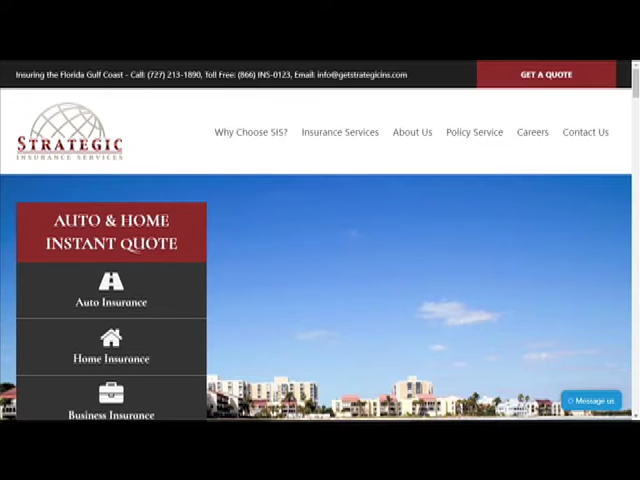 Insuring the Florida Gulf Coast - Call: (727) 213-1890, Toll Free: (866) INS-0123, Email: info@getstrategicins.com
GET A QUOTE
STRATEGIC
INSURANCE SERVICES
Why Choose SIS?
Insurance Services
About Us
Policy Service
Careers
Contact Us
AUTO & HOME
INSTANT QUOTE
Auto Insurance
Home Insurance
Business Insurance
Message us